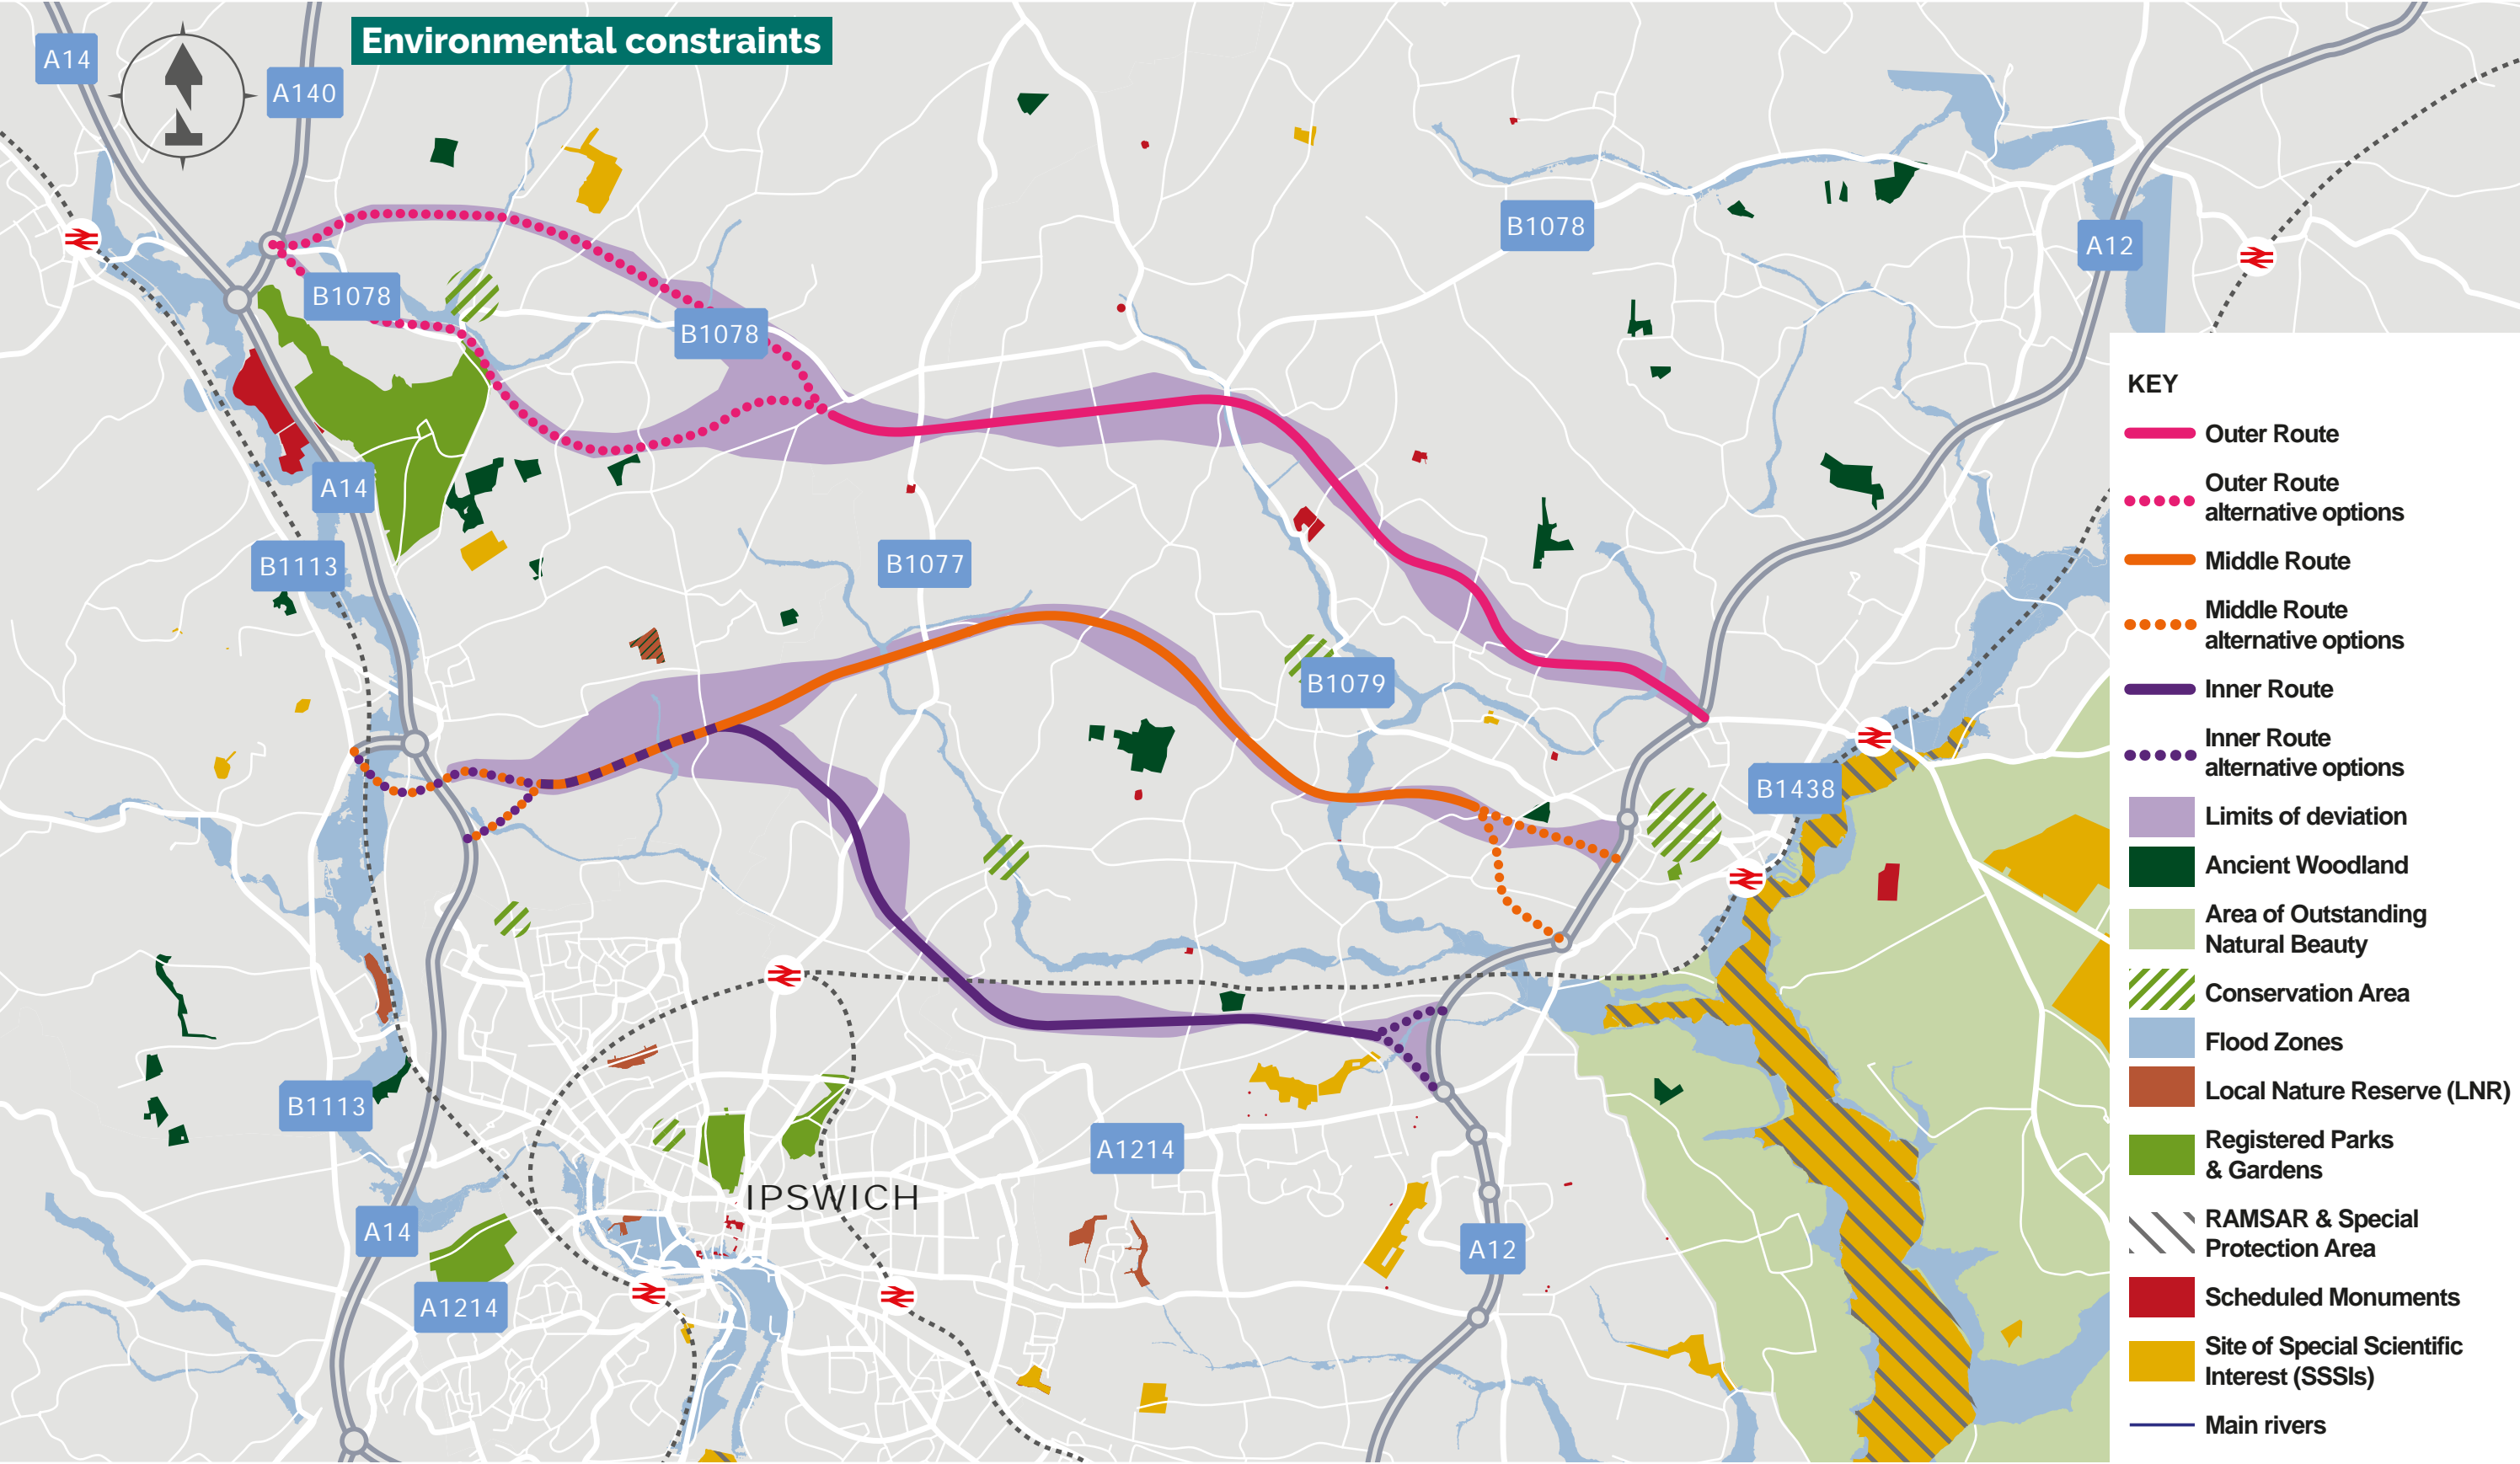 Environmental constraints
A14
A140
B1078
A12
B1078
B1078
A14
B1113
B1077
B1079
B1438
B1113
A1214
IPSWICH
A14
A12
A1214
N
KEY
Outer Route
Outer Route
alternative options
Middle Route
Middle Route
alternative options
Inner Route
Inner Route
alternative options
Limits of deviation
Ancient Woodland
Area of Outstanding
Natural Beauty
Conservation Area
Flood Zones
Local Nature Reserve (LNR)
Registered Parks
& Gardens
RAMSAR & Special
Protection Area
Scheduled Monuments
Site of Special Scientific
Interest (SSSIs)
Main rivers